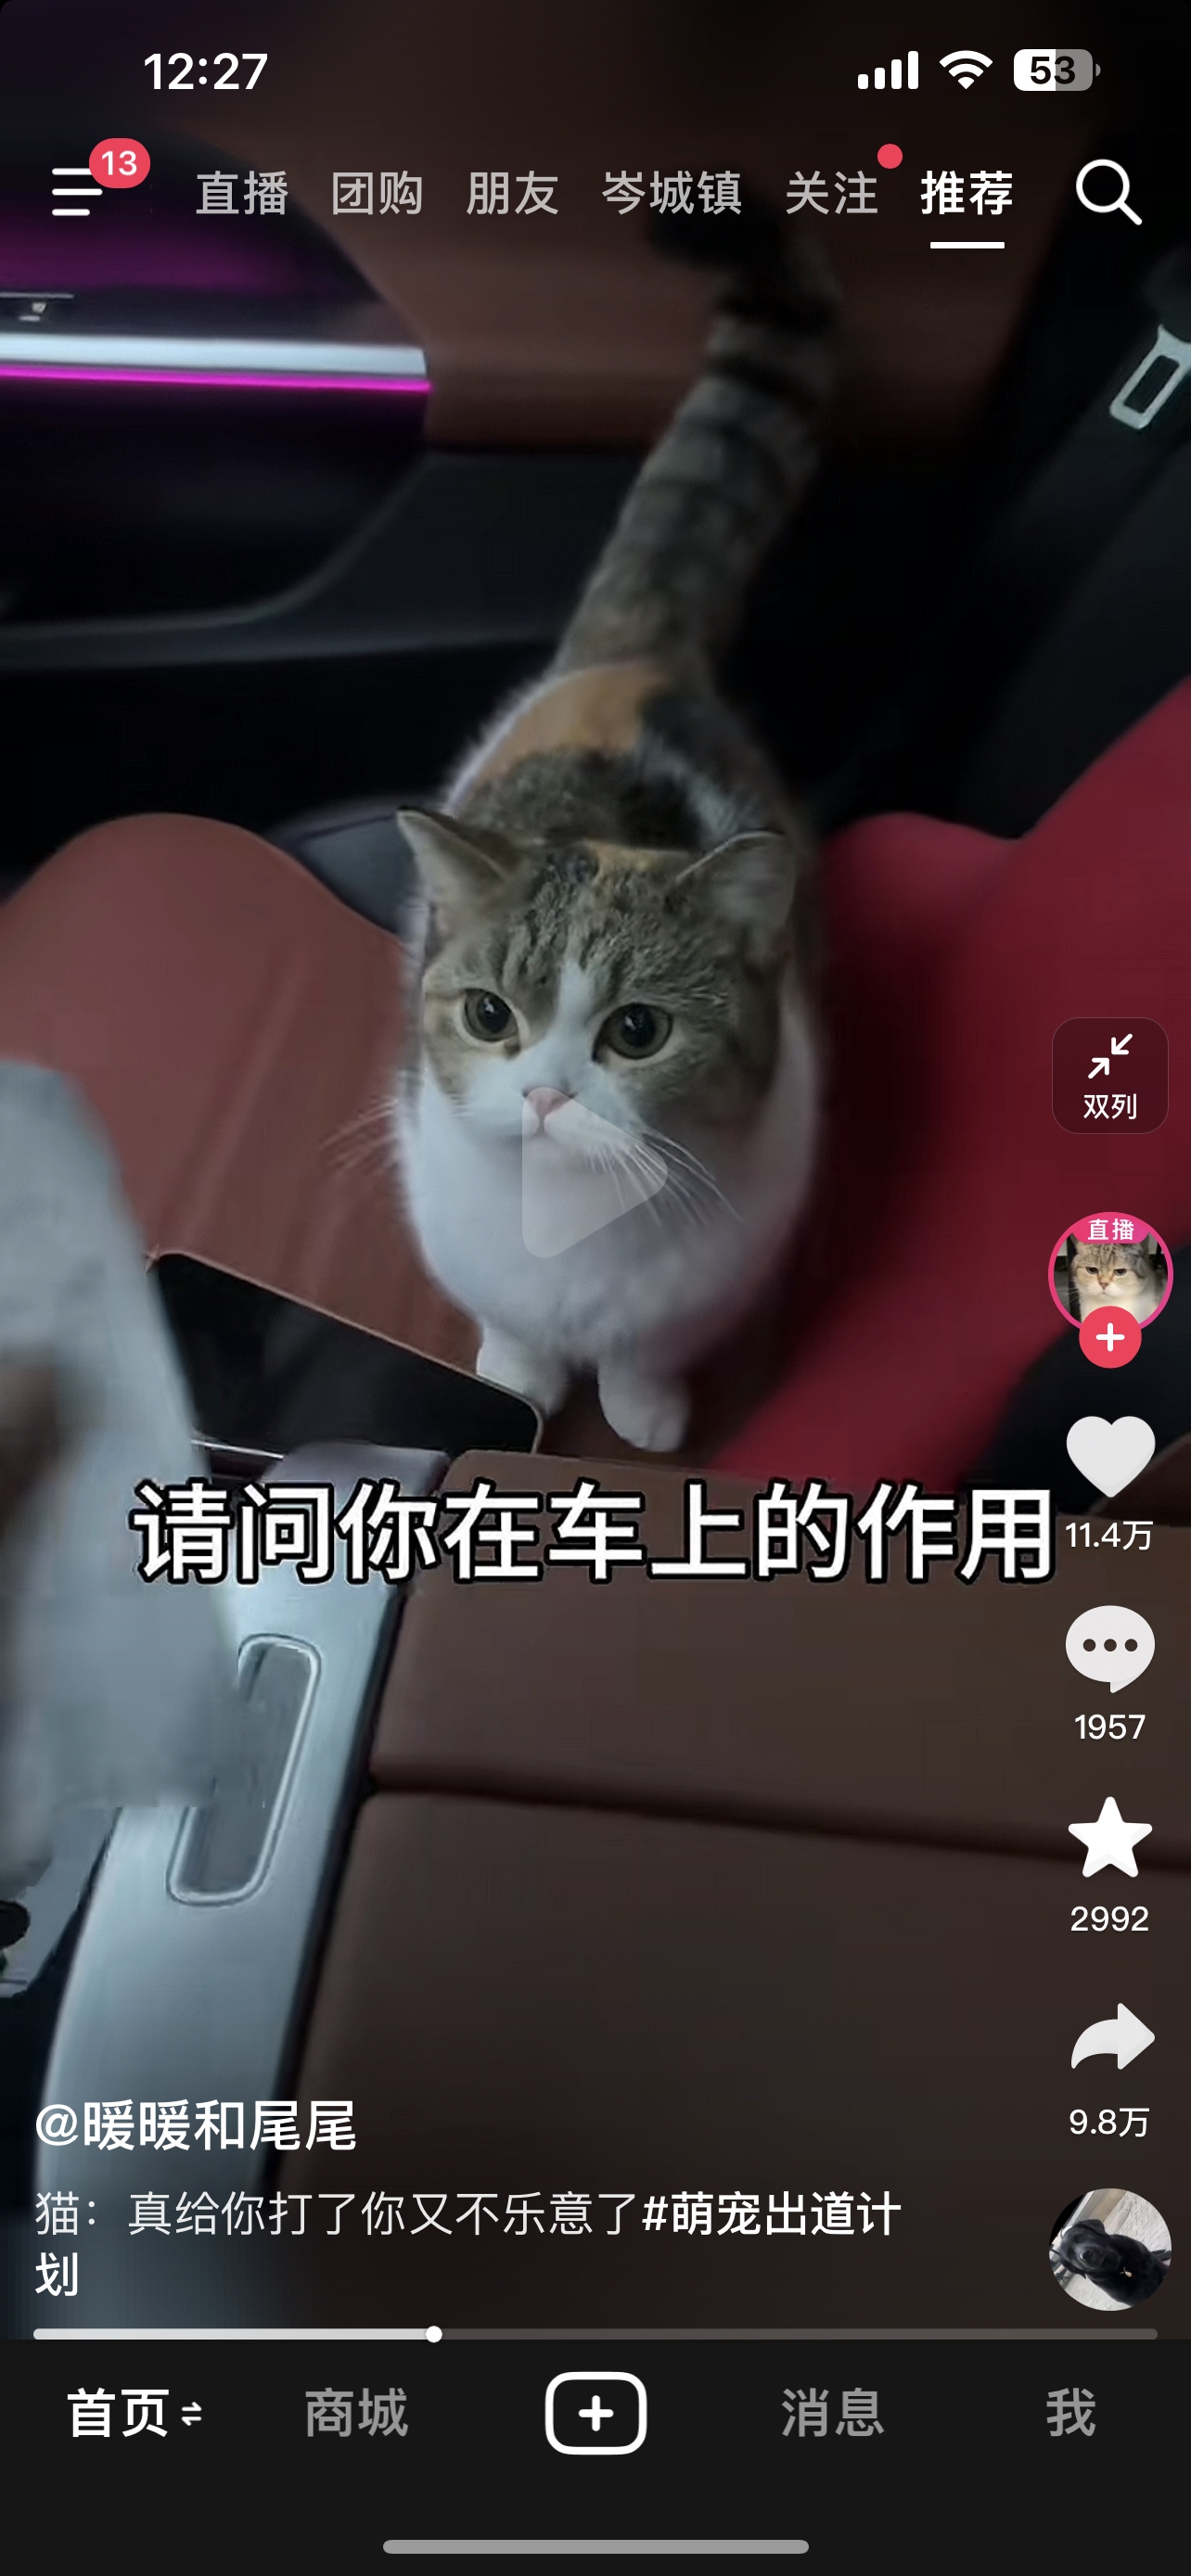 12:27
53
13
直播 团购 朋友 岑城镇 关注 推荐
双列
直播
请问你在车上的作用
11.4万
1957
2992
9.8万
@暖暖和尾尾
猫：真给你打了你又不乐意了#萌宠出道计
划
首页 商城 消息 我